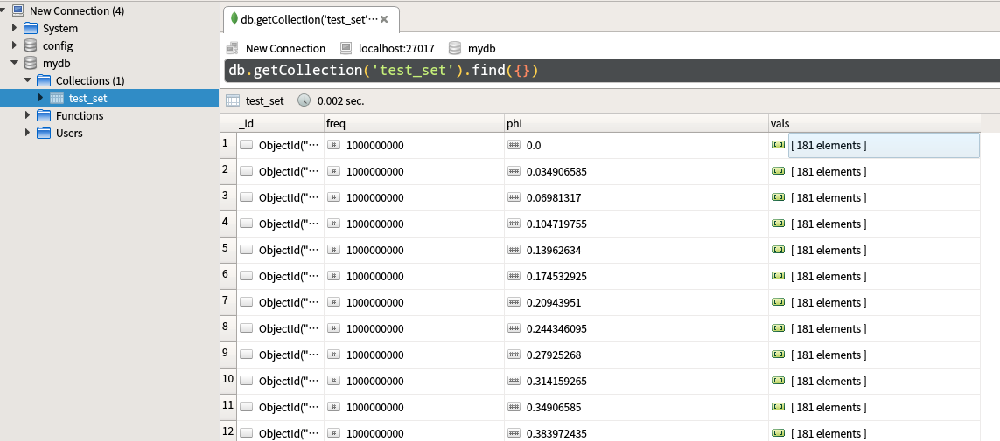 New Connection (4)
System
config
mydb
Collections (1)
test_set
Functions
Users
db.getCollection('test_set'···
New Connection localhost:27017 mydb
db.getCollection('test_set').find({})
test_set 0.002 sec.
_id freq phi vals
1 ObjectId("··· 1000000000 0.0 [ 181 elements ]
2 ObjectId("··· 1000000000 0.034906585 [ 181 elements ]
3 ObjectId("··· 1000000000 0.06981317 [ 181 elements ]
4 ObjectId("··· 1000000000 0.104719755 [ 181 elements ]
5 ObjectId("··· 1000000000 0.13962634 [ 181 elements ]
6 ObjectId("··· 1000000000 0.174532925 [ 181 elements ]
7 ObjectId("··· 1000000000 0.20943951 [ 181 elements ]
8 ObjectId("··· 1000000000 0.244346095 [ 181 elements ]
9 ObjectId("··· 1000000000 0.27925268 [ 181 elements ]
10 ObjectId("··· 1000000000 0.314159265 [ 181 elements ]
11 ObjectId("··· 1000000000 0.34906585 [ 181 elements ]
12 ObjectId("··· 1000000000 0.383972435 [ 181 elements ]